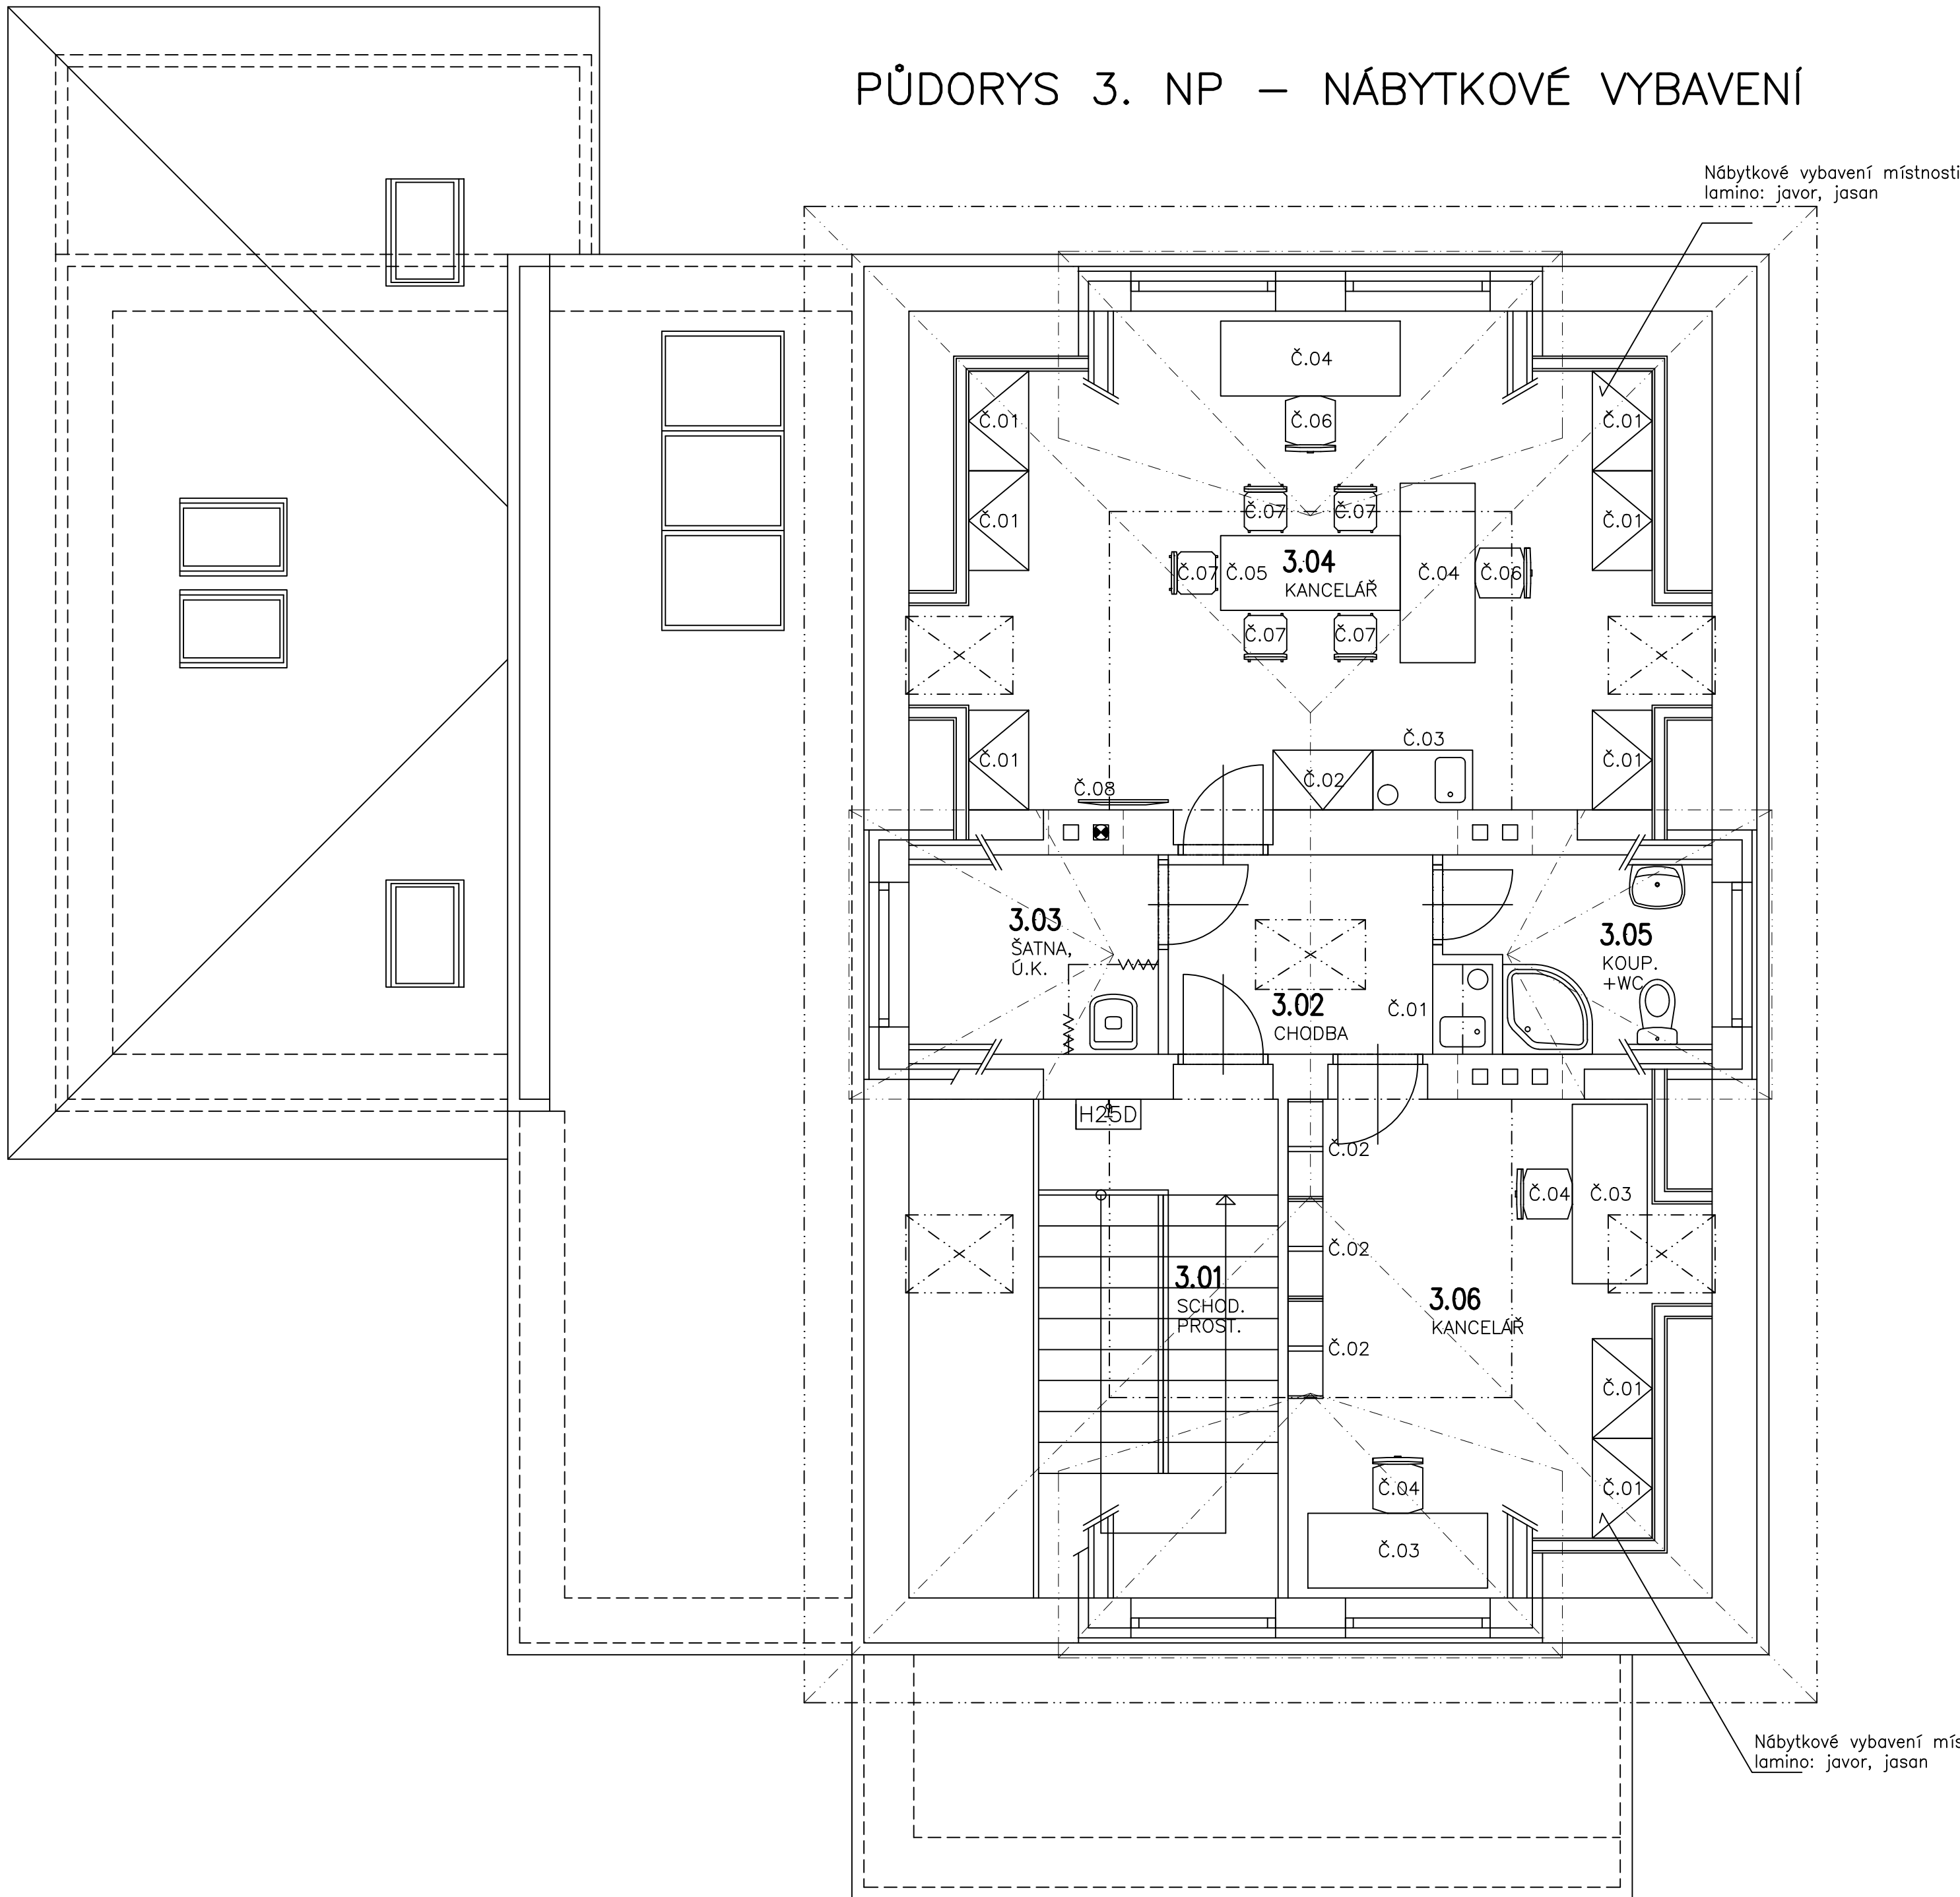 PŮDORYS 3. NP – NÁBYTKOVÉ VYBAVENÍ
Nábytkové vybavení místnosti
lamino: javor, jasan
Č.04
Č.06
Č.01
Č.01
Č.01
Č.01
Č.07
Č.07
Č.07
Č.05
3.04
KANCELÁŘ
Č.04
Č.06
Č.07
Č.07
Č.03
Č.01
Č.02
Č.01
Č.08
3.03
ŠATNA,
Ú.K.
3.05
KOUP.
+WC
3.02
CHODBA
Č.01
H25D
Č.02
Č.04
Č.03
Č.02
3.01
SCHOD.
PROST.
3.06
KANCELÁŘ
Č.02
Č.01
Č.04
Č.01
Č.03
Nábytkové vybavení mís
lamino: javor, jasan